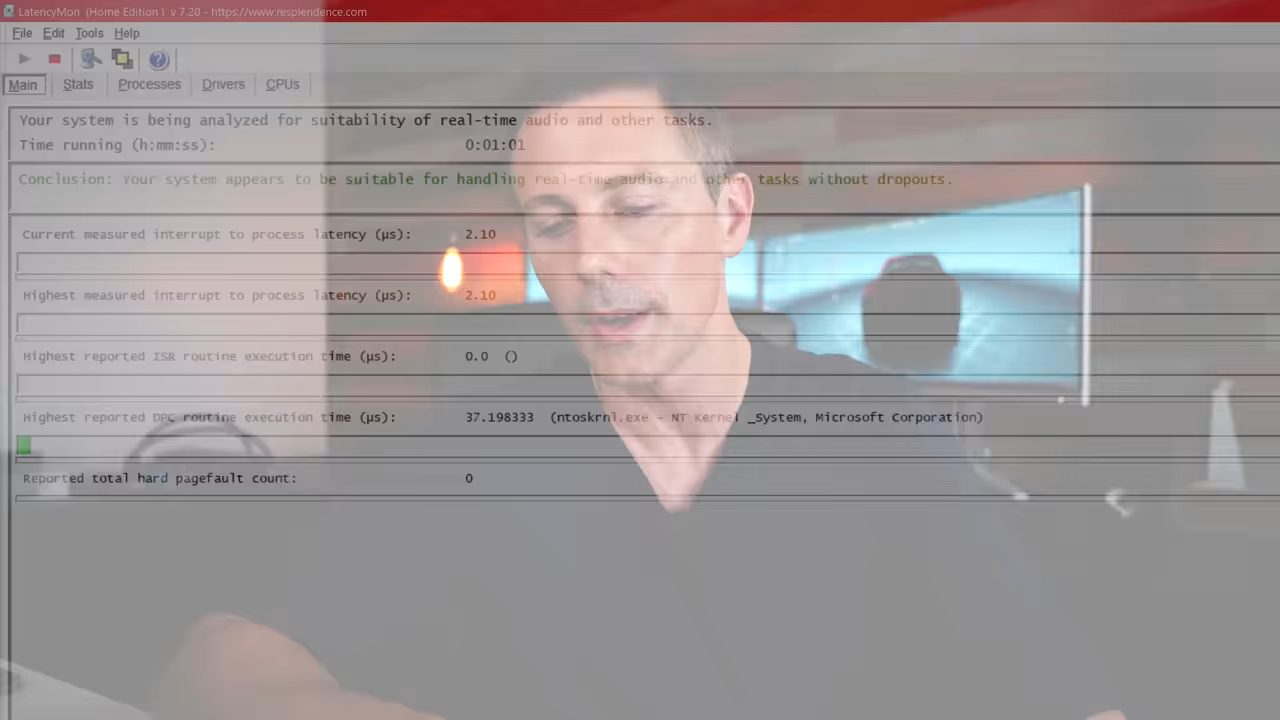 LatencyMon (Home Edition) v 7.20 - https://www.resplendence.com
File Edit Tools Help
Main Stats Processes Drivers CPUs
Your system is being analyzed for suitability of real-time audio and other tasks.
Time running (h:mm:ss): 0:01:01
Conclusion: Your system appears to be suitable for handling real-time audio and other tasks without dropouts.
Current measured interrupt to process latency (µs): 2.10
Highest measured interrupt to process latency (µs): 2.10
Highest reported ISR routine execution time (µs): 0.0 ()
Highest reported DPC routine execution time (µs): 37.198333 (ntoskrnl.exe - NT Kernel _System, Microsoft Corporation)
Reported total hard pagefault count: 0